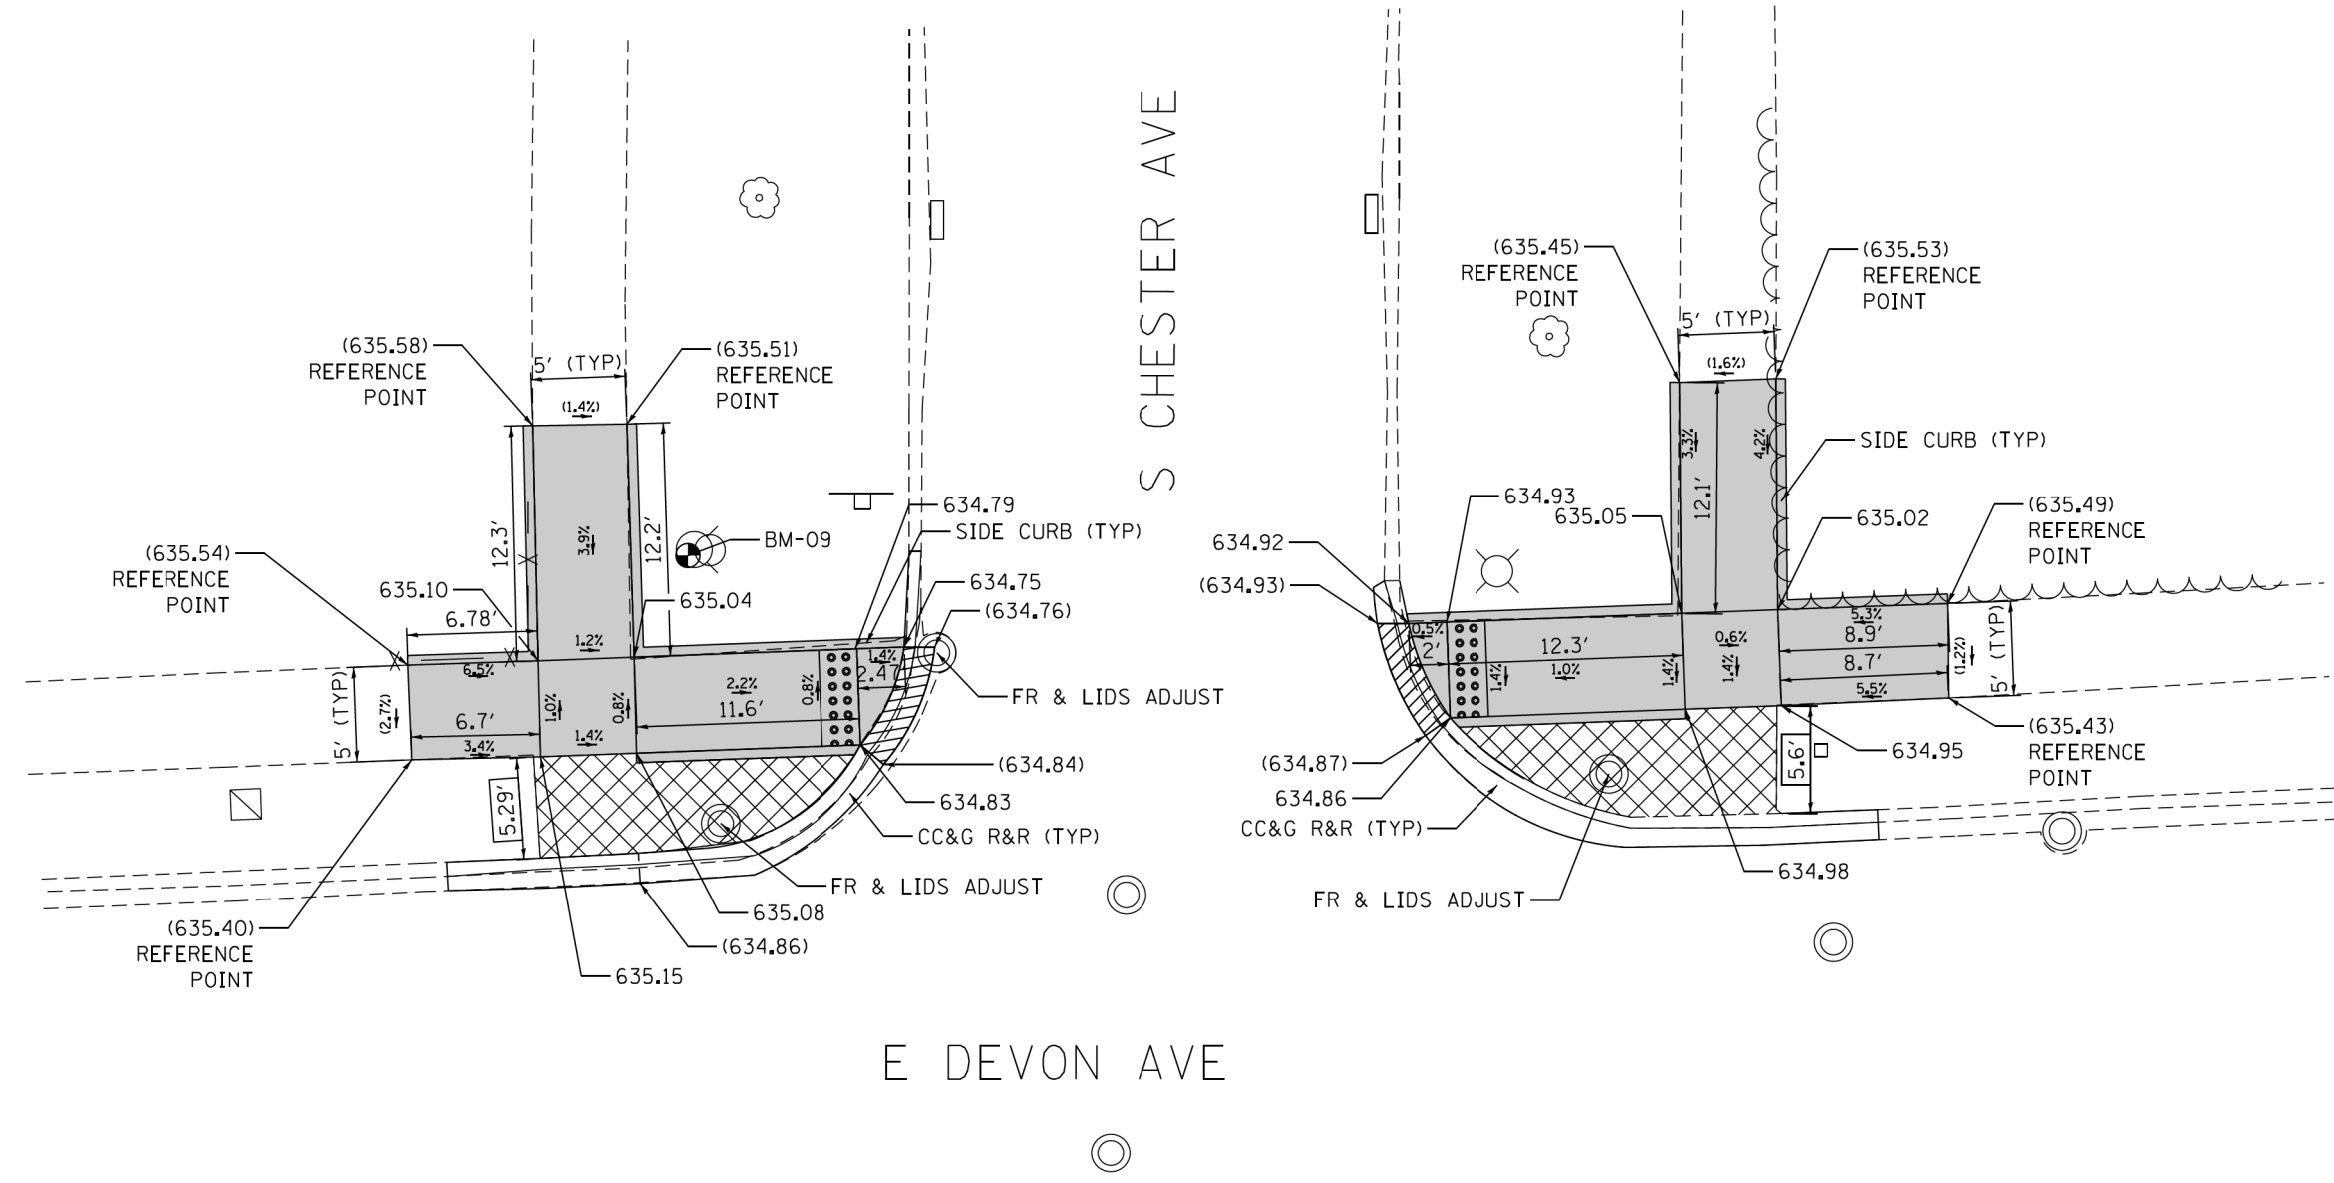 S CHESTER AVE
(635.45)
REFERENCE
POINT
(635.53)
REFERENCE
POINT
5' (TYP)
(1.6%)
(635.58)
REFERENCE
POINT
(635.51)
REFERENCE
POINT
5' (TYP)
(1.4%)
3.3%
4.2%
12.1'
SIDE CURB (TYP)
12.3'
3.9%
12.2'
BM-09
634.79
SIDE CURB (TYP)
634.93
635.05
635.02
(635.49)
REFERENCE
POINT
(635.54)
REFERENCE
POINT
635.10
6.78'
635.04
634.75
(634.76)
634.92
(634.93)
1.2%
6.5%
1.4%
2.47
0.5%
2'
12.3'
1.0%
1.4%
1.4%
0.6%
1.4%
5.3%
8.9'
8.7'
5.5%
(1.2%)
5' (TYP)
5' (TYP)
(2.7%)
6.7'
3.4%
1.0%
0.8%
1.4%
2.2%
11.6'
0.8%
FR & LIDS ADJUST
(634.84)
634.83
CC&G R&R (TYP)
(634.87)
634.86
CC&G R&R (TYP)
634.95
(635.43)
REFERENCE
POINT
5.6'
5.29'
FR & LIDS ADJUST
635.08
(634.86)
635.15
(635.40)
REFERENCE
POINT
FR & LIDS ADJUST
634.98
E DEVON AVE